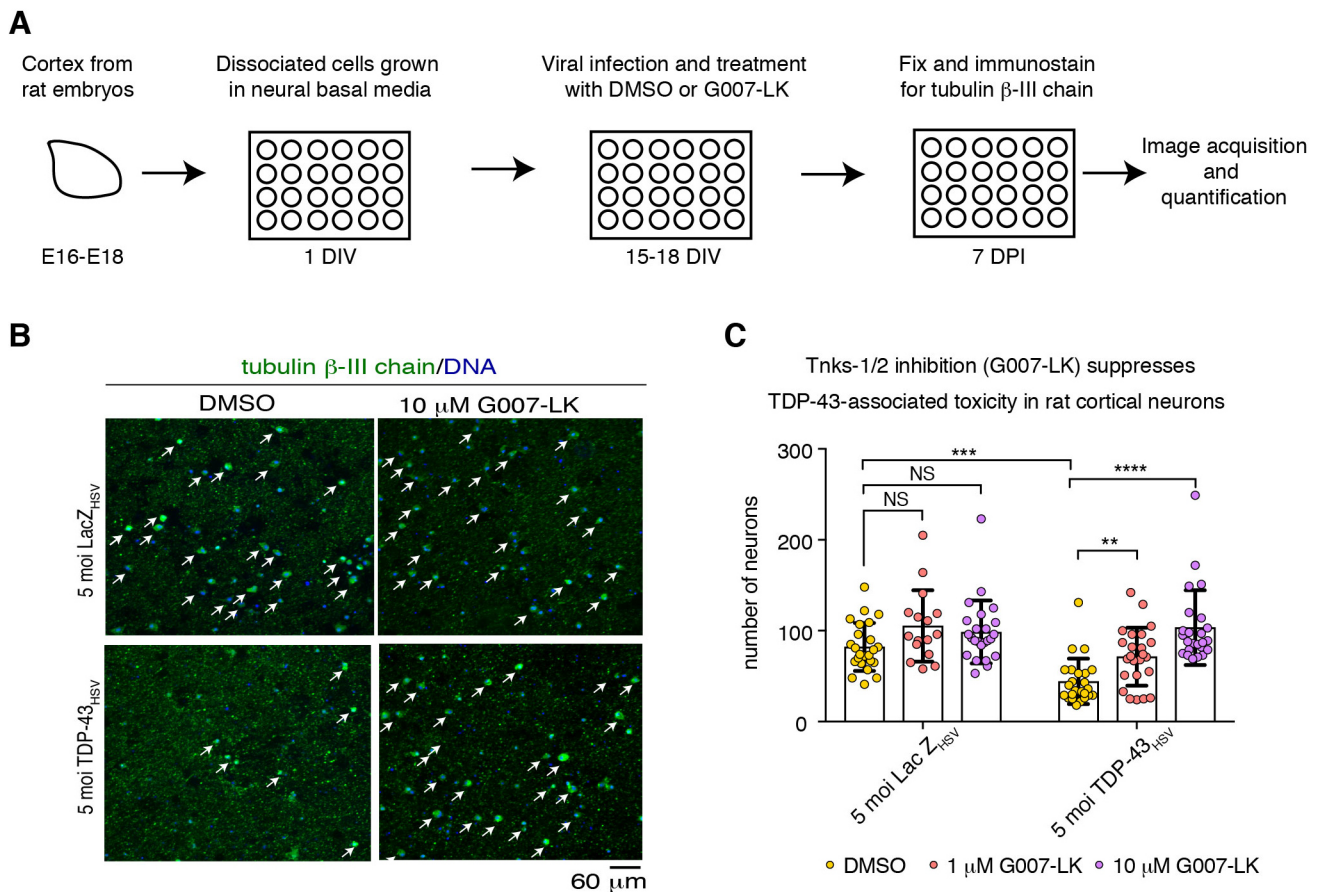 A
Cortex from
rat embryos
Dissociated cells grown
in neural basal media
Viral infection and treatment
with DMSO or G007-LK
Fix and immunostain
for tubulin β-III chain
Image acquisition
and
quantification
E16-E18
1 DIV
15-18 DIV
7 DPI
B
tubulin β-III chain/DNA
DMSO
10 μM G007-LK
5 moi LacZHSV
5 moi TDP-43HSV
60 μm
C
Tnks-1/2 inhibition (G007-LK) suppresses
TDP-43-associated toxicity in rat cortical neurons
number of neurons
300
200
100
0
***
NS
NS
****
**
5 moi Lac ZHSV
5 moi TDP-43HSV
DMSO
1 μM G007-LK
10 μM G007-LK